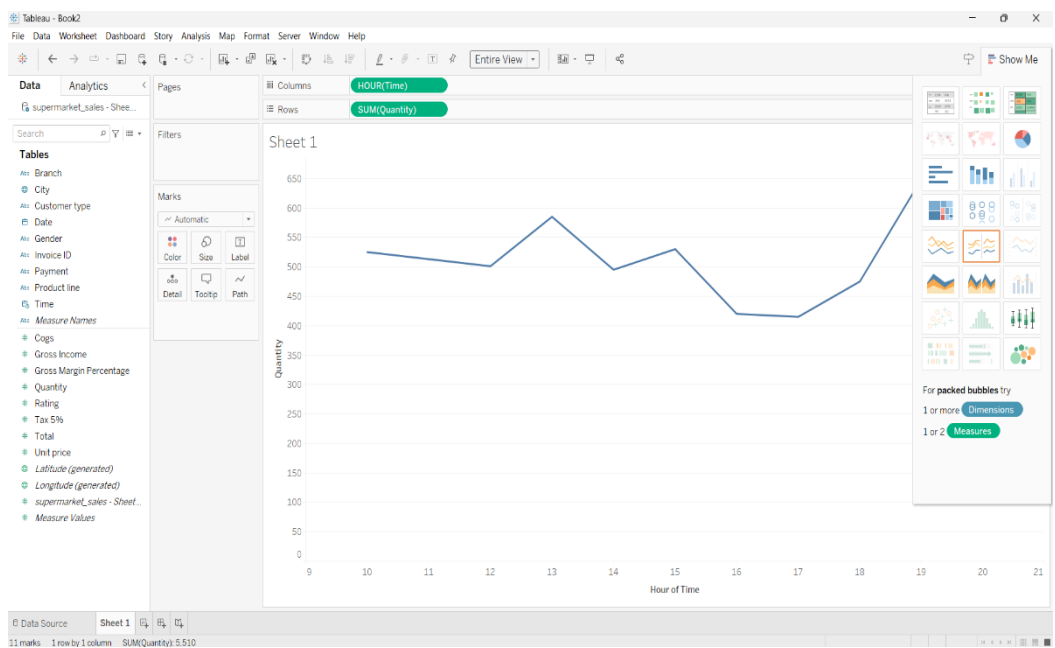 Tableau - Book2
File Data Worksheet Dashboard Story Analysis Map Format Server Window Help
Entire View
Show Me
Data Analytics
supermarket_sales - Shee...
Search
Tables
Abc Branch
City
Abc Customer type
Date
Abc Gender
Abc Invoice ID
Abc Payment
Abc Product line
Time
Abc Measure Names
Cogs
Gross Income
Gross Margin Percentage
Quantity
Rating
Tax 5%
Total
Unit price
Latitude (generated)
Longitude (generated)
supermarket_sales - Sheet...
Measure Values
Pages
Filters
Marks
Automatic
Color Size Label
Detail Tooltip Path
Columns HOUR(Time)
Rows SUM(Quantity)
Sheet 1
650
600
550
500
450
400
350
300
250
200
150
100
50
0
Quantity
9 10 11 12 13 14 15 16 17 18 19 20 21
Hour of Time
For packed bubbles try
1 or more Dimensions
1 or 2 Measures
Data Source Sheet 1
11 marks 1 row by 1 column SUM(Quantity): 5,510